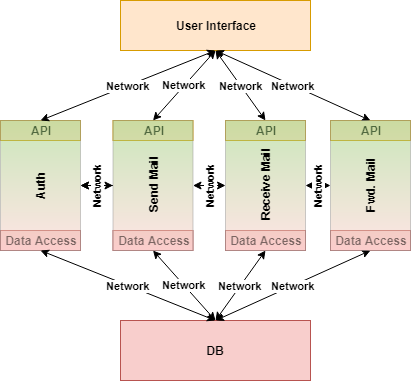 User Interface
Network
Network
Network
Network
API
API
API
API
Auth
Network
Send Mail
Network
Receive Mail
Network
Fwd. Mail
Data Access
Data Access
Data Access
Data Access
Network
Network
Network
Network
DB